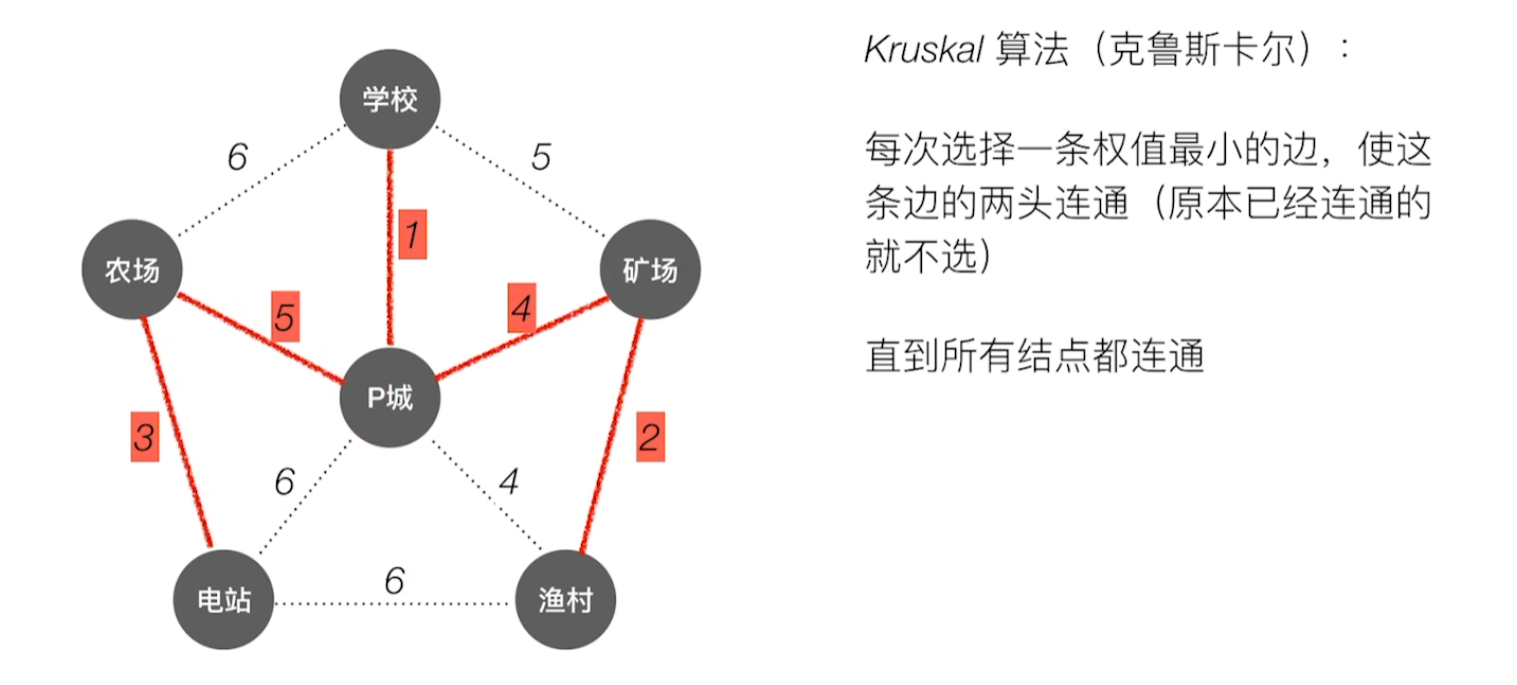 Kruskal 算法（克鲁斯卡尔）：
每次选择一条权值最小的边，使这
条边的两头连通（原本已经连通的
就不选）
直到所有结点都连通
学校
6
5
1
农场
矿场
5
4
P城
3
2
6
4
6
电站
渔村